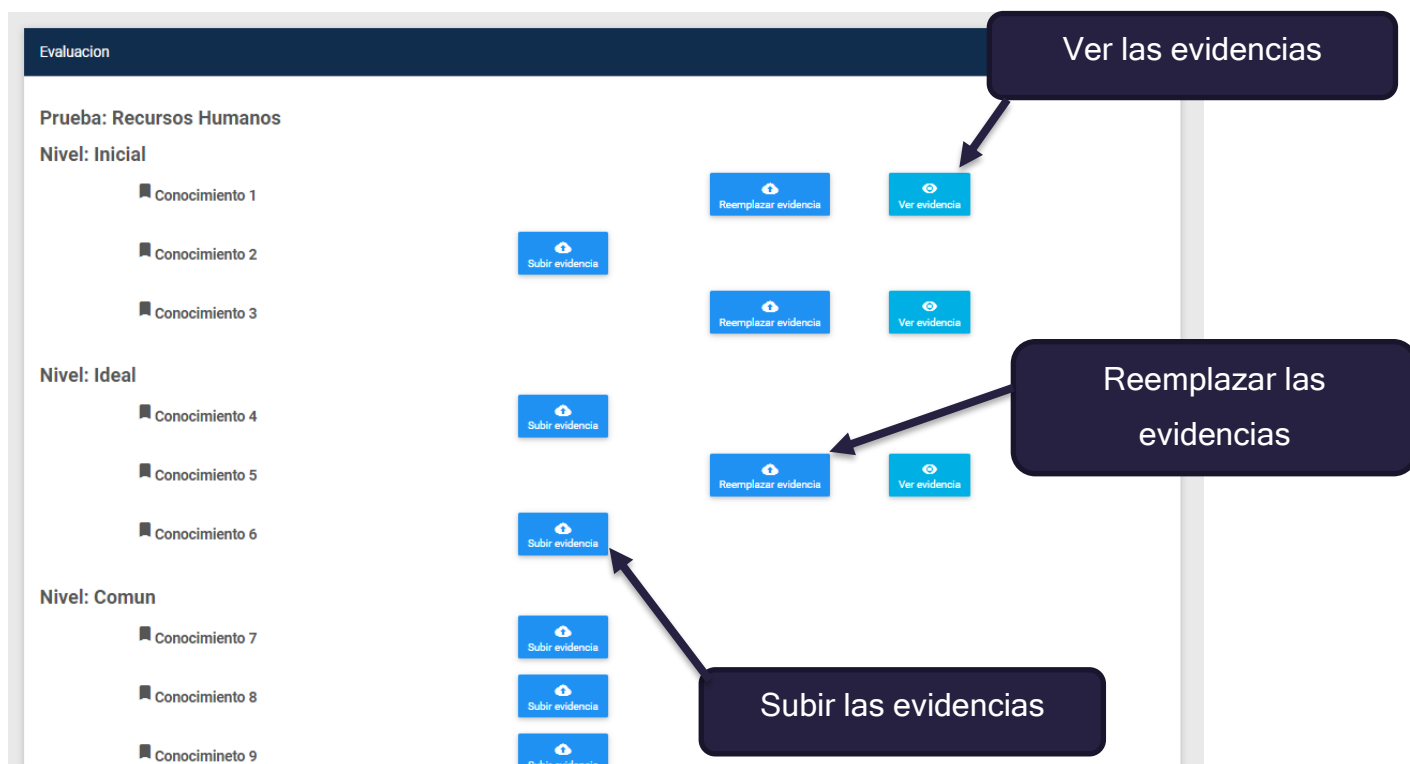 Evaluacion
Ver las evidencias
Prueba: Recursos Humanos
Nivel: Inicial
Conocimiento 1
Reemplazar evidencia
Ver evidencia
Conocimiento 2
Subir evidencia
Conocimiento 3
Reemplazar evidencia
Ver evidencia
Nivel: Ideal
Reemplazar las
evidencias
Conocimiento 4
Subir evidencia
Conocimiento 5
Reemplazar evidencia
Ver evidencia
Conocimiento 6
Subir evidencia
Nivel: Comun
Conocimiento 7
Subir evidencia
Conocimiento 8
Subir evidencia
Subir las evidencias
Conocimineto 9
Subir evidencia